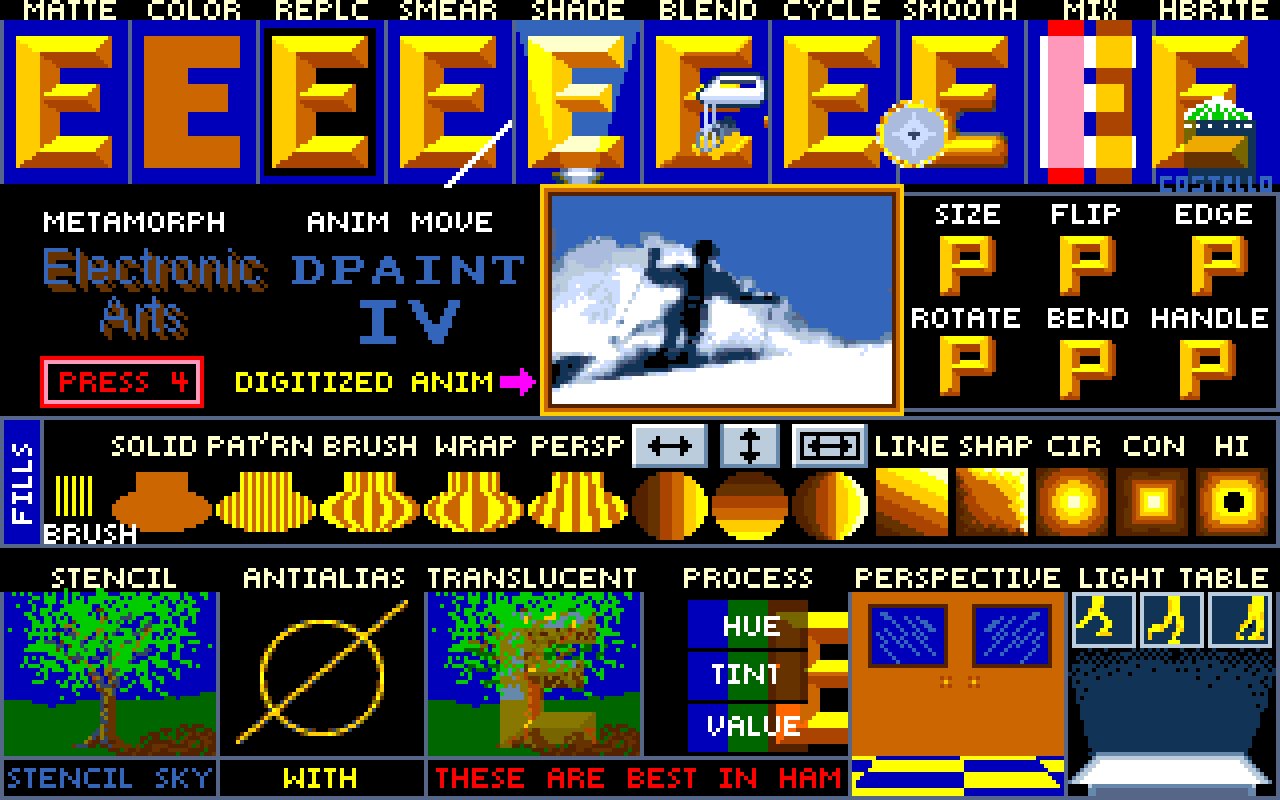 MATTE COLOR REPLC SMEAR SHADE BLEND CYCLE SMOOTH MIX HBRITE
E E E E E E E E E E
COSTELLO
METAMORPH ANIM MOVE
Electronic Arts
DPAINT IV
PRESS 4
DIGITIZED ANIM
SIZE FLIP EDGE
P P P
ROTATE BEND HANDLE
P P P
FILLS
SOLID PAT'RN BRUSH WRAP PERSP LINE SHAP CIR CON HI
BRUSH
STENCIL ANTIALIAS TRANSLUCENT PROCESS PERSPECTIVE LIGHT TABLE
E
HUE
TINT
VALUE
E
STENCIL SKY WITH THESE ARE BEST IN HAM